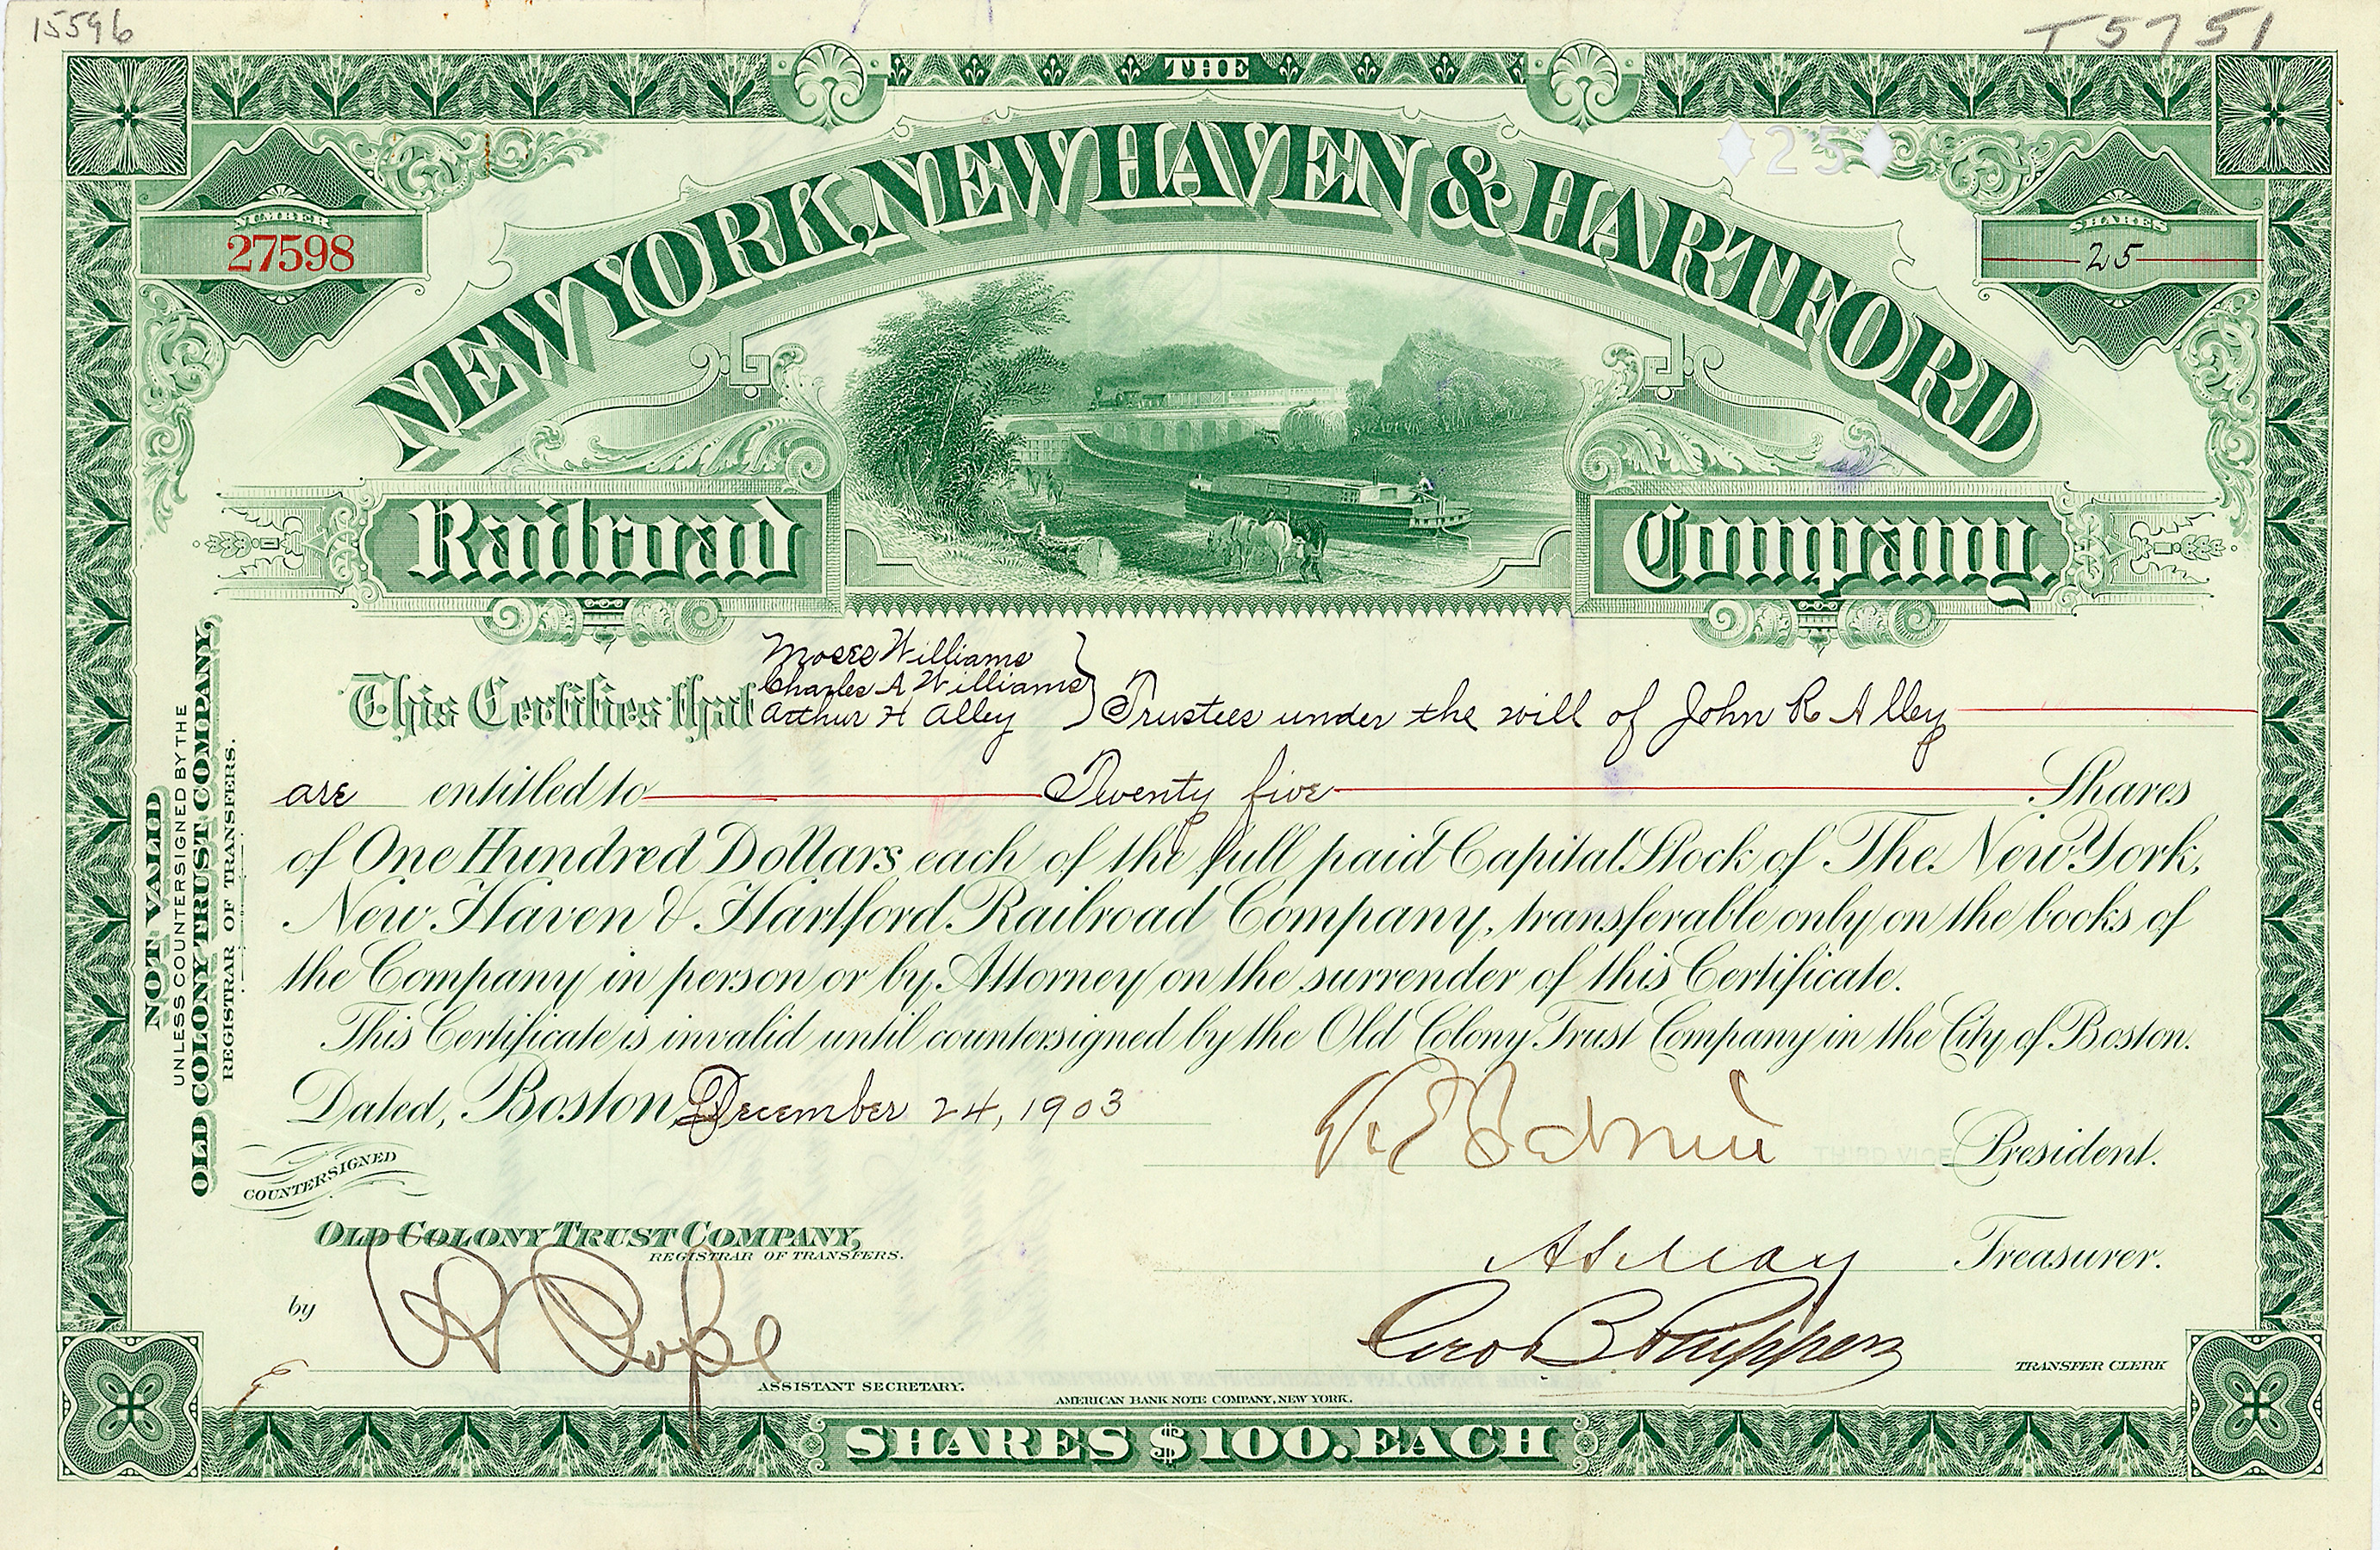 15596
T5751
THE
NEW YORK, NEW HAVEN & HARTFORD
25
NUMBER
27598
SHARES
25
Railroad
Company.
Moses Williams
Charles A Williams
This Certifies that Arthur H Alley } Trustees under the will of John R Alley
are entitled to Twenty five Shares
of One Hundred Dollars each of the full paid Capital Stock of The New York,
New Haven & Hartford Railroad Company, transferable only on the books of
the Company in person or by Attorney on the surrender of this Certificate.
This Certificate is invalid until countersigned by the Old Colony Trust Company in the City of Boston.
Dated, Boston, December 24, 1903
THIRD VICE President.
COUNTERSIGNED
OLD COLONY TRUST COMPANY,
REGISTRAR OF TRANSFERS.
A S May Treasurer.
by
TRANSFER CLERK
ASSISTANT SECRETARY.
AMERICAN BANK NOTE COMPANY, NEW YORK.
SHARES $100. EACH
NOT VALID
UNLESS COUNTERSIGNED BY THE
OLD COLONY TRUST COMPANY,
REGISTRAR OF TRANSFERS.